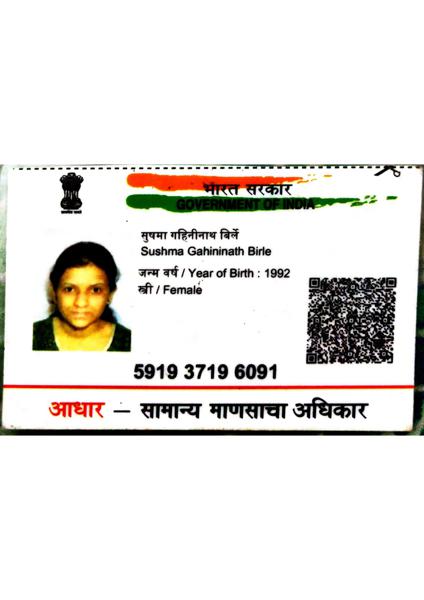 भारत सरकार
GOVERNMENT OF INDIA
सुषमा गहिनीनाथ बिर्ले
Sushma Gahininath Birle
जन्म वर्ष / Year of Birth : 1992
स्त्री / Female
5919 3719 6091
आधार — सामान्य माणसाचा अधिकार